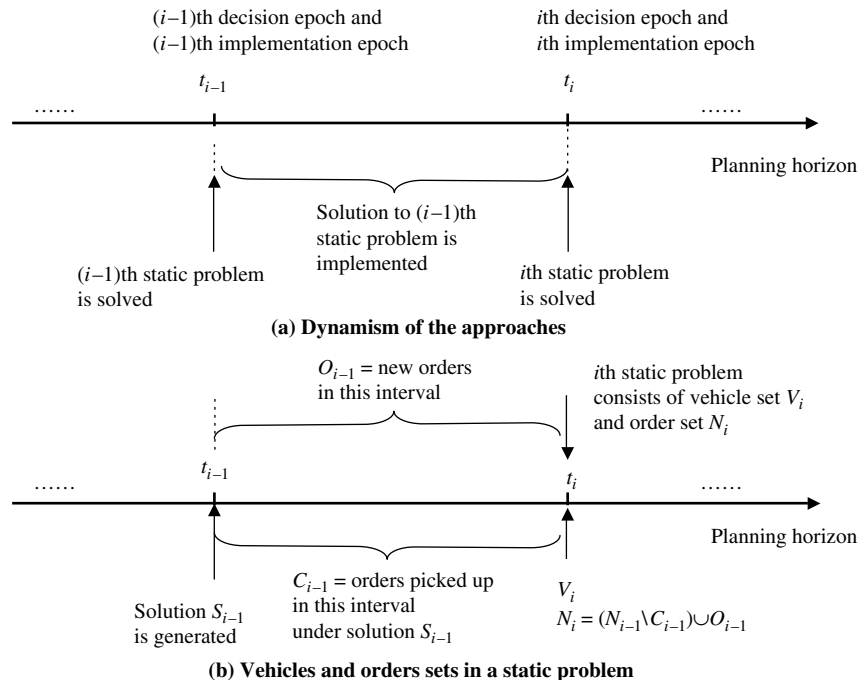 (i–1)th decision epoch and
(i–1)th implementation epoch
ith decision epoch and
ith implementation epoch
t_{i–1}
t_i
......
......
Planning horizon
Solution to (i–1)th
static problem is
implemented
(i–1)th static problem
is solved
ith static problem
is solved
(a) Dynamism of the approaches
O_{i–1} = new orders
in this interval
ith static problem
consists of vehicle set V_i
and order set N_i
t_{i–1}
t_i
......
......
Planning horizon
C_{i–1} = orders picked up
in this interval
under solution S_{i–1}
Solution S_{i–1}
is generated
V_i
N_i = (N_{i–1}\C_{i–1})∪O_{i–1}
(b) Vehicles and orders sets in a static problem